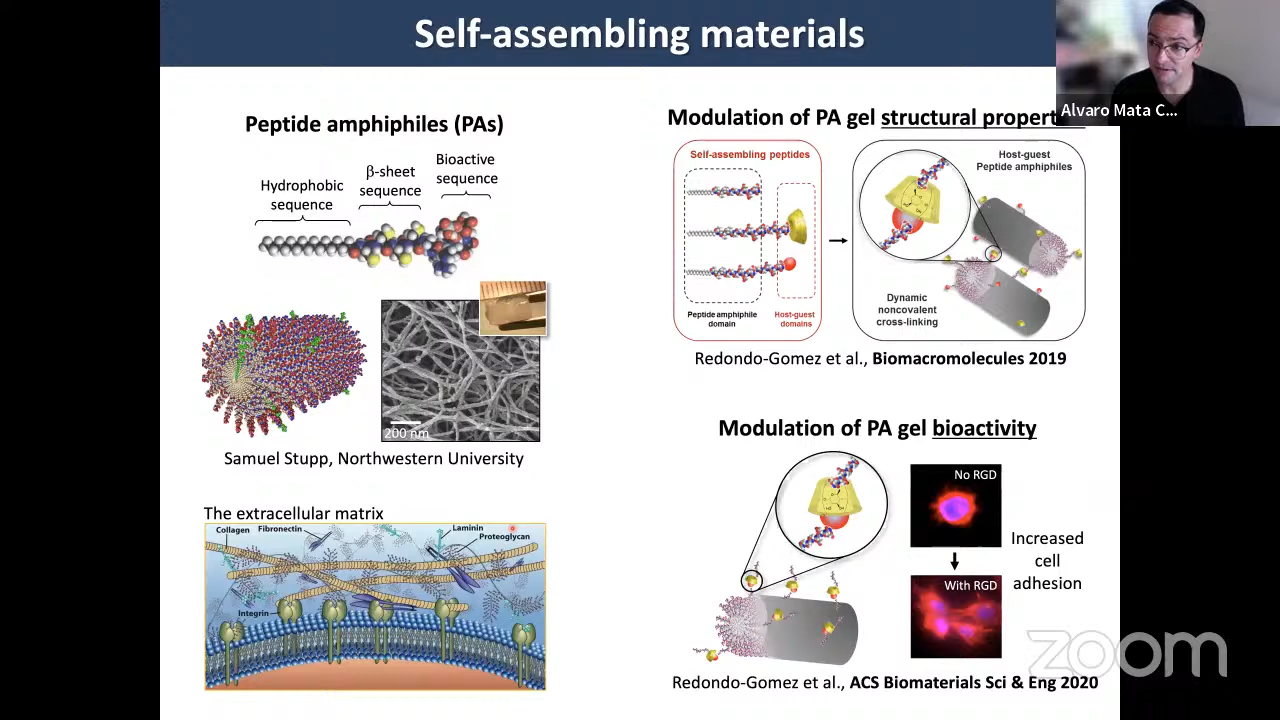 Self-assembling materials
Alvaro Mata C...
Peptide amphiphiles (PAs)
Hydrophobic
sequence
β-sheet
sequence
Bioactive
sequence
200 nm
Samuel Stupp, Northwestern University
The extracellular matrix
Collagen
Fibronectin
Laminin
Proteoglycan
Integrin
Modulation of PA gel structural
Self-assembling peptides
Peptide amphiphile
domain
Host-guest
domains
Host-guest
Peptide amphiphiles
Dynamic
noncovalent
cross-linking
Redondo-Gomez et al., Biomacromolecules 2019
Modulation of PA gel bioactivity
No RGD
With RGD
Increased
cell
adhesion
Redondo-Gomez et al., ACS Biomaterials Sci & Eng 2020
zoom